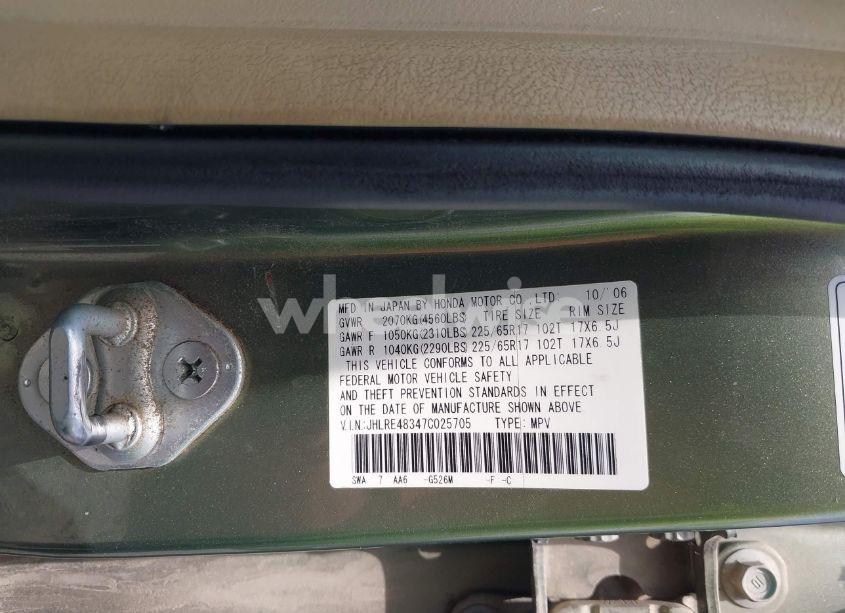 wheelwise
MFD IN JAPAN BY HONDA MOTOR CO., LTD. 10/'06
GVWR 2070KG(4560LBS) TIRE SIZE RIM SIZE
GAWR F 1050KG(2310LBS) 225/65R17 102T 17X6.5J
GAWR R 1040KG(2290LBS) 225/65R17 102T 17X6.5J
THIS VEHICLE CONFORMS TO ALL APPLICABLE
FEDERAL MOTOR VEHICLE SAFETY
AND THEFT PREVENTION STANDARDS IN EFFECT
ON THE DATE OF MANUFACTURE SHOWN ABOVE.
V.I.N:JHLRE48347C025705 TYPE: MPV
SWA 7 AA6 -G526M -F -C